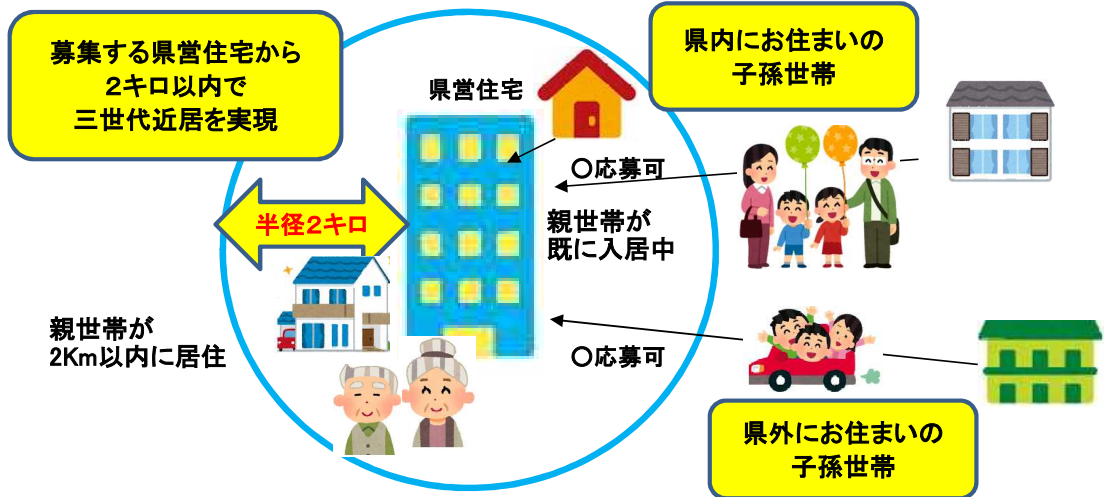 募集する県営住宅から
２キロ以内で
三世代近居を実現
県営住宅
県内にお住まいの
子孫世帯
〇応募可
半径２キロ
親世帯が
既に入居中
親世帯が
２Km以内に居住
〇応募可
県外にお住まいの
子孫世帯